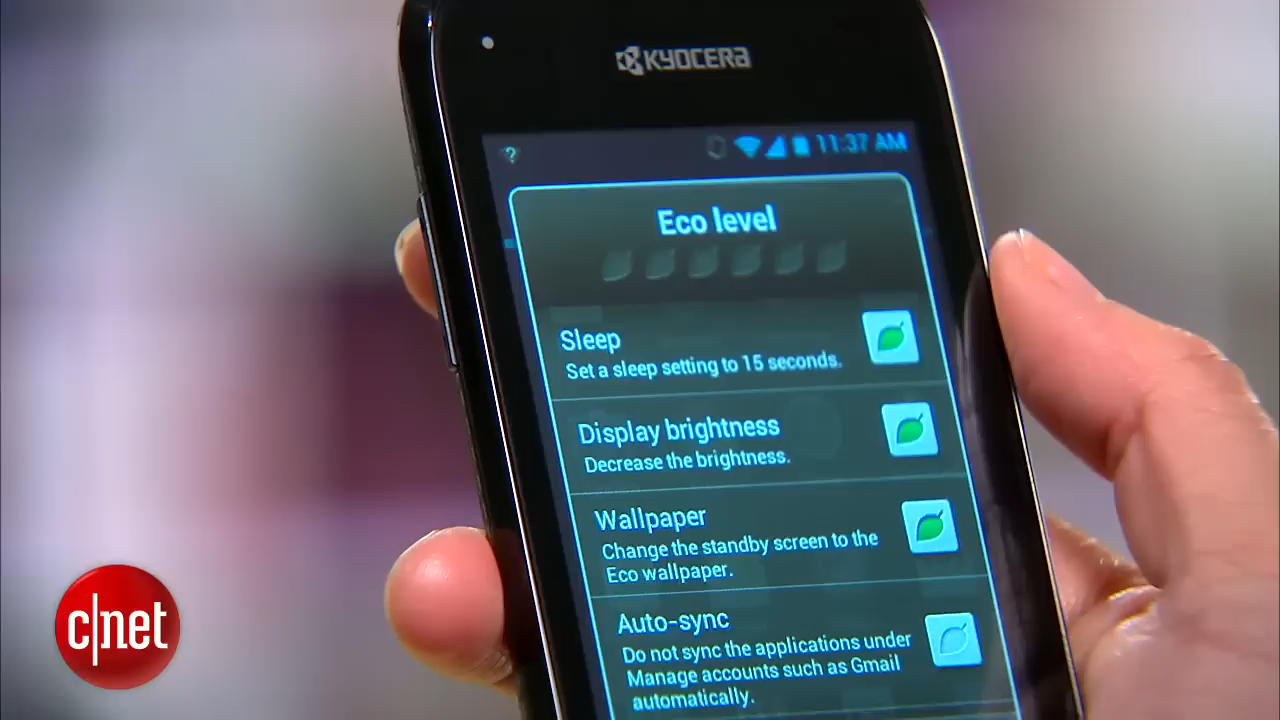 KYOCERA
? 11:37 AM
Eco level
Sleep
Set a sleep setting to 15 seconds.
Display brightness
Decrease the brightness.
Wallpaper
Change the standby screen to the
Eco wallpaper.
Auto-sync
Do not sync the applications under
Manage accounts such as Gmail
automatically.
c|net